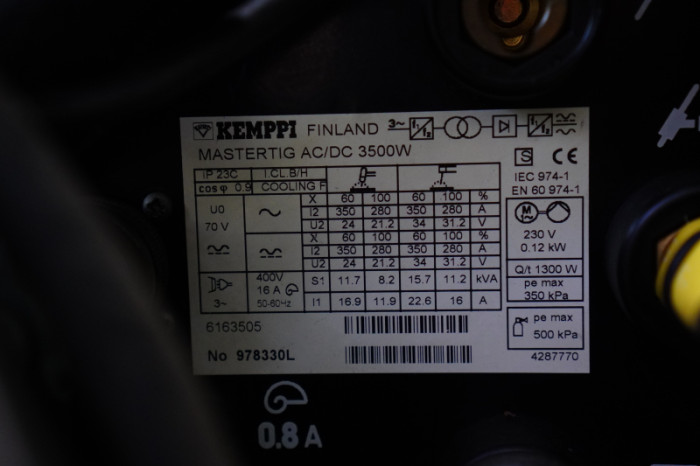 KEMPPI FINLAND 3~ f1/f2 f1/f2
MASTERTIG AC/DC 3500W
S CE
IP 23C I.CL.B/H
IEC 974-1
EN 60 974-1
cosφ 0.9 COOLING F
X 60 100 60 100 %
U0 ~ I2 350 280 350 280 A
70 V U2 24 21.2 34 31.2 V
X 60 100 60 100 %
I2 350 280 350 280 A
U2 24 21.2 34 31.2 V
M
230 V
0.12 kW
Q/t 1300 W
pe max
350 kPa
400V S1 11.7 8.2 15.7 11.2 kVA
16 A
3~ 50-60Hz I1 16.9 11.9 22.6 16 A
pe max
500 kPa
6163505
No 978330L
4287770
0.8 A